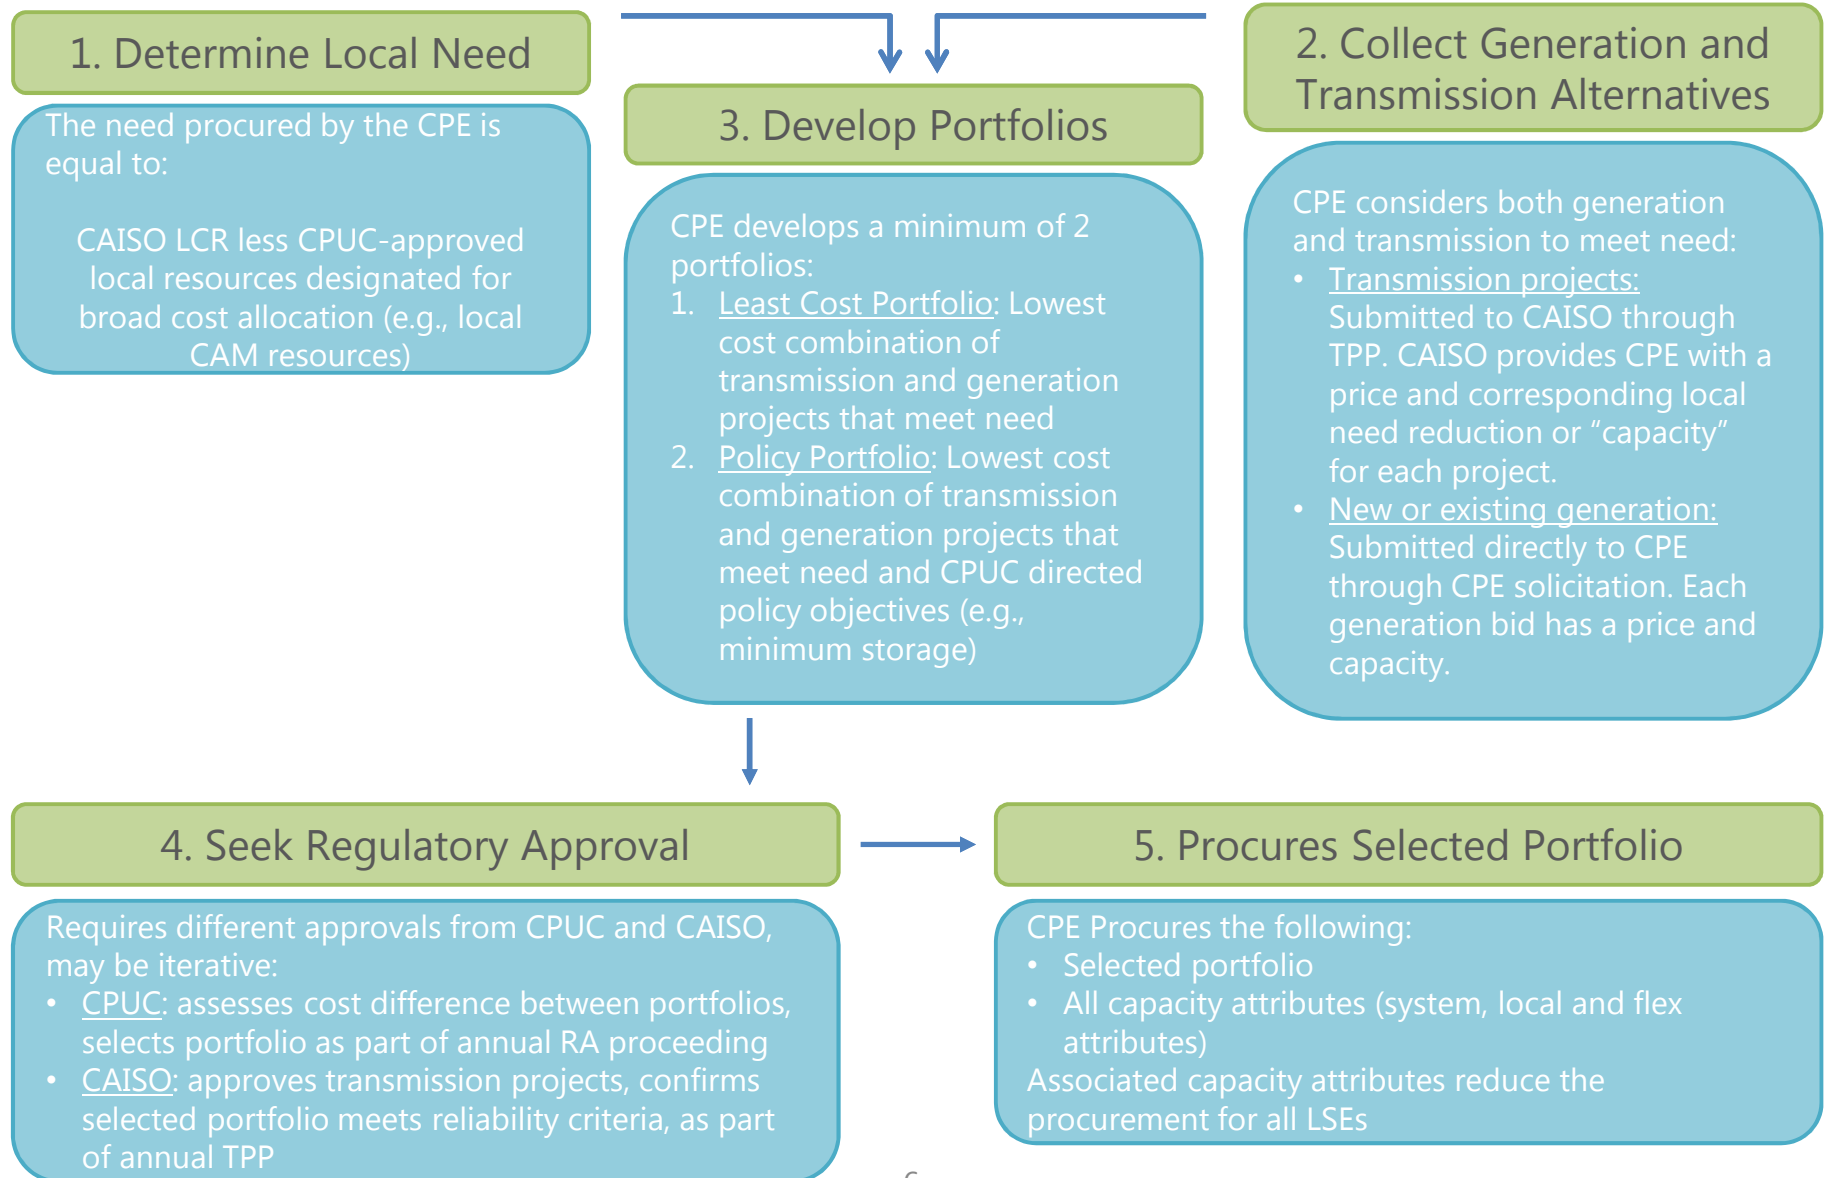 1. Determine Local Need
The need procured by the CPE is
equal to:
CAISO LCR less CPUC-approved
local resources designated for
broad cost allocation (e.g., local
CAM resources)
2. Collect Generation and
Transmission Alternatives
CPE considers both generation
and transmission to meet need:
• Transmission projects:
Submitted to CAISO through
TPP. CAISO provides CPE with a
price and corresponding local
need reduction or “capacity”
for each project.
• New or existing generation:
Submitted directly to CPE
through CPE solicitation. Each
generation bid has a price and
capacity.
3. Develop Portfolios
CPE develops a minimum of 2
portfolios:
1. Least Cost Portfolio: Lowest
cost combination of
transmission and generation
projects that meet need
2. Policy Portfolio: Lowest cost
combination of transmission
and generation projects that
meet need and CPUC directed
policy objectives (e.g.,
minimum storage)
4. Seek Regulatory Approval
Requires different approvals from CPUC and CAISO,
may be iterative:
• CPUC: assesses cost difference between portfolios,
selects portfolio as part of annual RA proceeding
• CAISO: approves transmission projects, confirms
selected portfolio meets reliability criteria, as part
of annual TPP
5. Procures Selected Portfolio
CPE Procures the following:
• Selected portfolio
• All capacity attributes (system, local and flex
attributes)
Associated capacity attributes reduce the
procurement for all LSEs